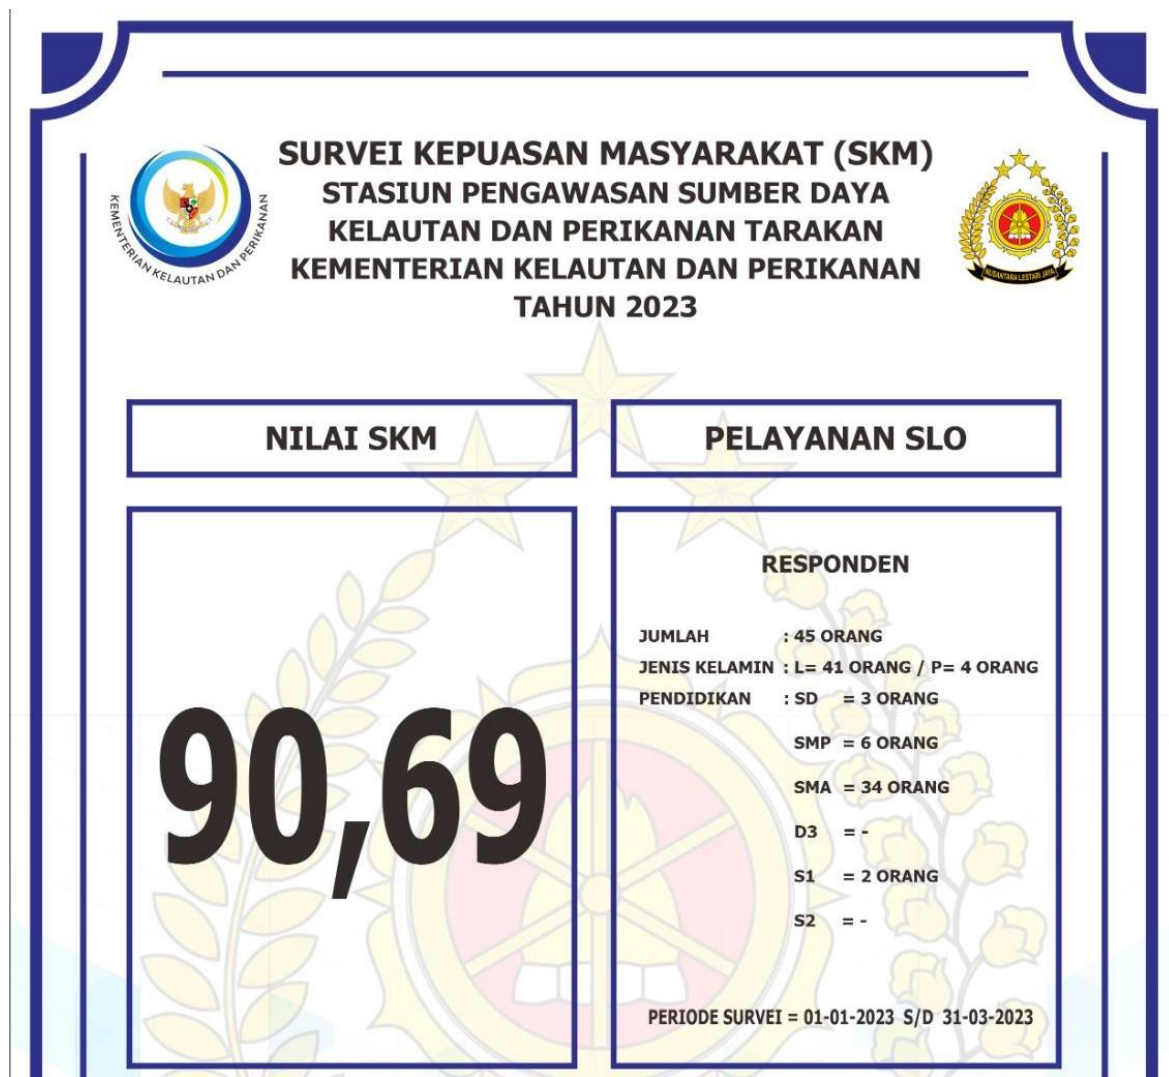 SURVEI KEPUASAN MASYARAKAT (SKM)
STASIUN PENGAWASAN SUMBER DAYA
KELAUTAN DAN PERIKANAN TARAKAN
KEMENTERIAN KELAUTAN DAN PERIKANAN
TAHUN 2023
KEMENTERIAN KELAUTAN DAN PERIKANAN
NUSANTARA LESTARI JAYA
NILAI SKM
PELAYANAN SLO
90,69
RESPONDEN
JUMLAH : 45 ORANG
JENIS KELAMIN : L= 41 ORANG / P= 4 ORANG
PENDIDIKAN : SD = 3 ORANG
SMP = 6 ORANG
SMA = 34 ORANG
D3 = -
S1 = 2 ORANG
S2 = -
PERIODE SURVEI = 01-01-2023 S/D 31-03-2023